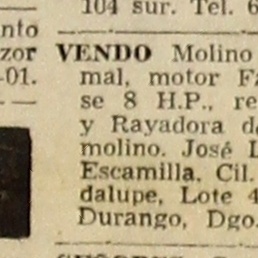 104 sur. Tel. 6
nto
zor
-01.
VENDO Molino
mal, motor
se 8 H.P., re
y Rayadora
molino. José
Escamilla. Cil.
dalupe, Lote 4
Durango, Dgo.